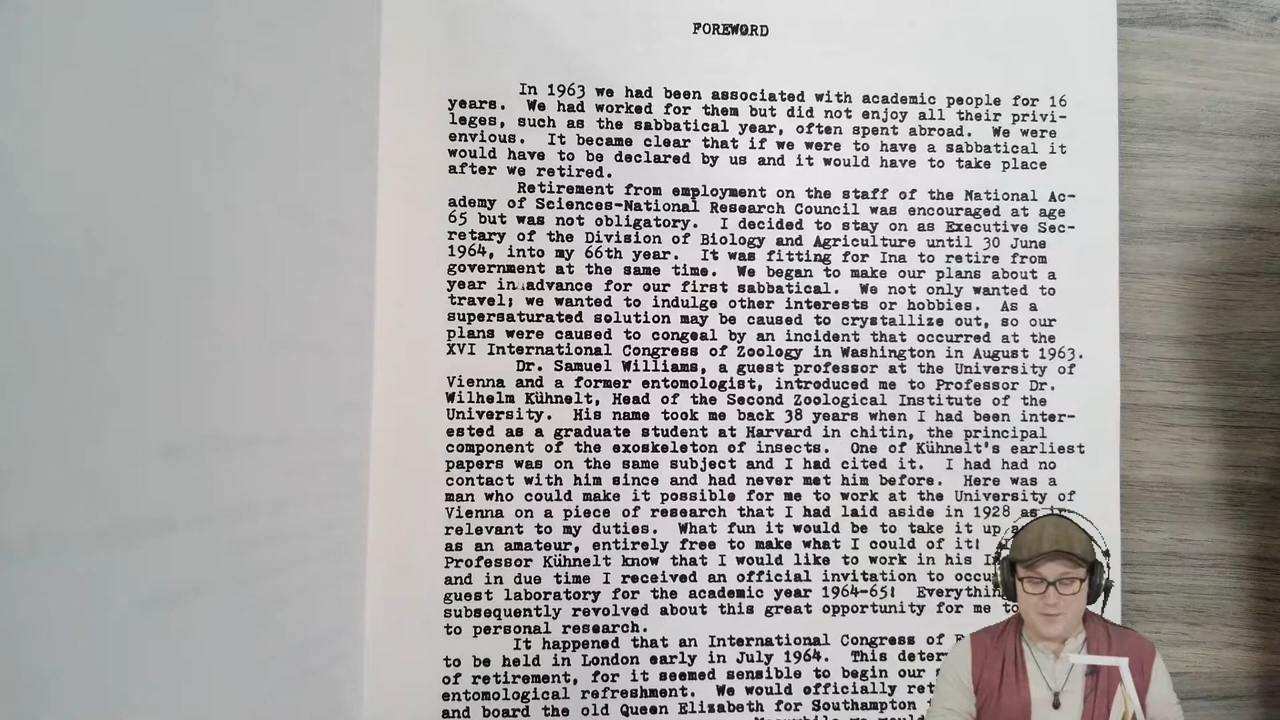 FOREWORD
In 1963 we had been associated with academic people for 16
years. We had worked for them but did not enjoy all their privi-
leges, such as the sabbatical year, often spent abroad. We were
envious. It became clear that if we were to have a sabbatical it
would have to be declared by us and it would have to take place
after we retired.
Retirement from employment on the staff of the National Ac-
ademy of Sciences-National Research Council was encouraged at age
65 but was not obligatory. I decided to stay on as Executive Sec-
retary of the Division of Biology and Agriculture until 30 June
1964, into my 66th year. It was fitting for Ina to retire from
government at the same time. We began to make our plans about a
year in advance for our first sabbatical. We not only wanted to
travel; we wanted to indulge other interests or hobbies. As a
supersaturated solution may be caused to crystallize out, so our
plans were caused to congeal by an incident that occurred at the
XVI International Congress of Zoology in Washington in August 1963.
Dr. Samuel Williams, a guest professor at the University of
Vienna and a former entomologist, introduced me to Professor Dr.
Wilhelm Kühnelt, Head of the Second Zoological Institute of the
University. His name took me back 38 years when I had been inter-
ested as a graduate student at Harvard in chitin, the principal
component of the exoskeleton of insects. One of Kühnelt's earliest
papers was on the same subject and I had cited it. I had had no
contact with him since and had never met him before. Here was a
man who could make it possible for me to work at the University of
Vienna on a piece of research that I had laid aside in 1928 as
relevant to my duties. What fun it would be to take it up
as an amateur, entirely free to make what I could of it!
Professor Kühnelt know that I would like to work in his
and in due time I received an official invitation to
guest laboratory for the academic year 1964-65! Everything
subsequently revolved about this great opportunity for me to
to personal research.
It happened that an International Congress of
to be held in London early in July 1964. This
of retirement, for it seemed sensible to begin our
entomological refreshment. We would officially
and board the old Queen Elizabeth for Southampton